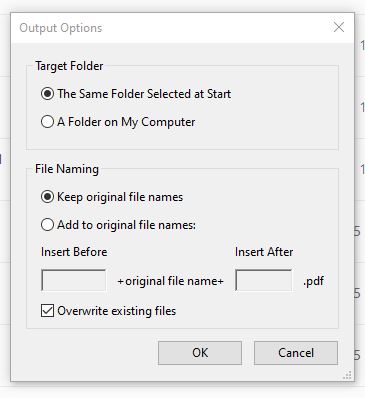 Output Options
Target Folder
The Same Folder Selected at Start
A Folder on My Computer
File Naming
Keep original file names
Add to original file names:
Insert Before Insert After
+original file name+ .pdf
Overwrite existing files
OK Cancel